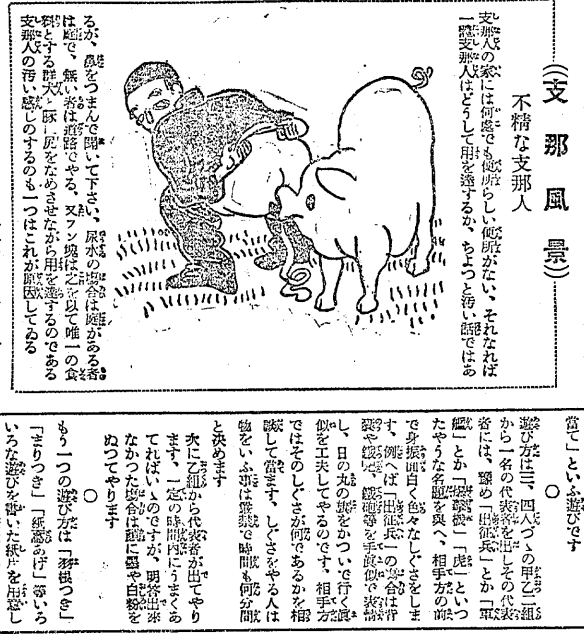 (支那風景)
不精な支那人
支那人の家には何處でも便所らしい便所がない、それなれば
一體支那人はどうして用を達するか、ちよつと汚い話ではあ
るが、鼻をつまんで聞いて下さい、尿水の場合は庭がある者
は庭で、無い者は道路でやる、又フン塊は之を以て唯一の食
料とする群犬と豚に尻をなめさせながら用を達するのである
支那人の汚い感じのするのも一つはこれが原因してゐる
當て」といふ遊びです
○
遊び方は三、四人づゝの甲乙二組
から一名の代表者を出しその代表
者には、豫め「出征兵」とか「軍
艦」とか「爆撃機」「虎」といつ
たやうな名題を與へ、相手方の前
で身振面白く色々なしぐさをしま
す、例へば「出征兵」の場合は背
嚢や銃劍、鐵砲等を手眞似で表情
し、日の丸の旗をかついで行く眞
似を工夫してやるのです、相手方
ではそのしぐさが何であるかを相
談して當ます、しぐさをやる人は
物をいふ事は嚴禁で時間も何分間
と決めます
次に乙組から代表者が出てやり
ます、一定の時間内にうまくあ
てればいゝのですが、明答出來
なかつた場合は顔に墨や白粉を
ぬつてやります
○
もう一つの遊び方は「羽根つき」
「まりつき」「紙鳶あげ」等いろ
いろな遊びを書いた紙片を用意し